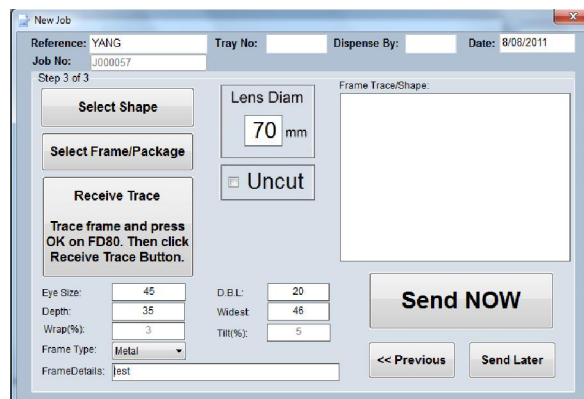 New Job
Reference: YANG Tray No: Dispense By: Date: 8/08/2011
Job No: J000057
Step 3 of 3
Select Shape
Lens Diam
70 mm
Frame Trace/Shape:
Select Frame/Package
Uncut
Receive Trace
Trace frame and press
OK on FD80. Then click
Receive Trace Button.
Eye Size: 45 D.B.L: 20
Depth: 35 Widest: 46
Wrap(%): 3 Tilt(%): 5
Send NOW
Frame Type: Metal
<< Previous Send Later
FrameDetails: test